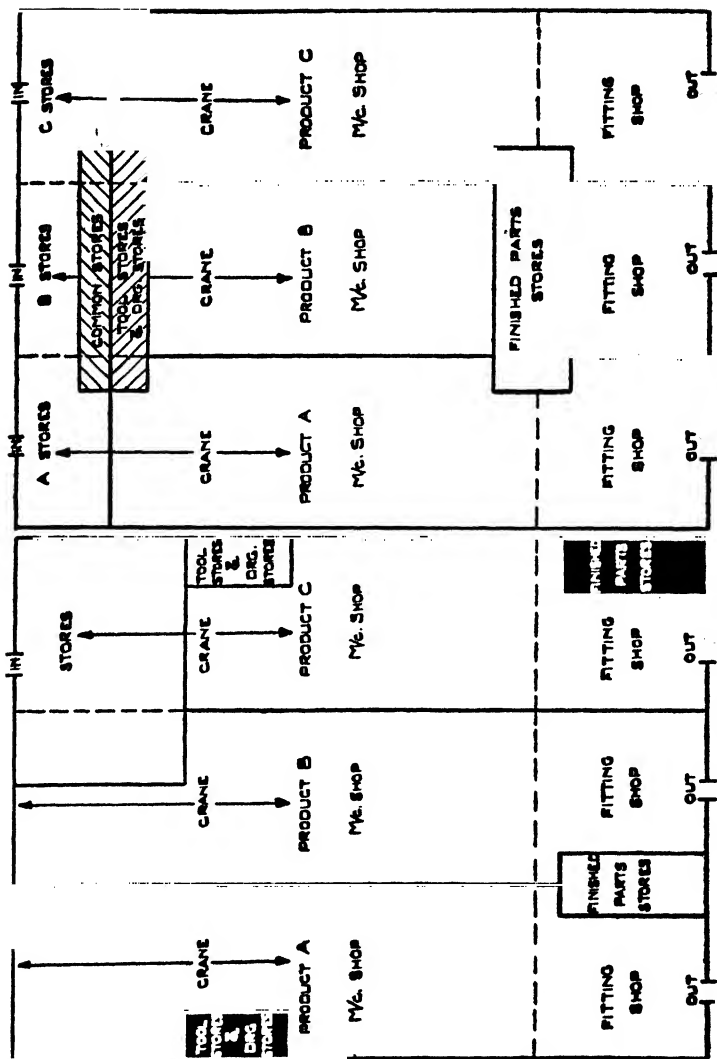 IN
STORES
TOOL
STORES
&
DRG
STORES
CRANE
CRANE
CRANE
TOOL
STORES
&
DRG.
STORES
PRODUCT A
PRODUCT B
PRODUCT C
M/c. SHOP
M/c. SHOP
M/c. SHOP
FITTING
SHOP
FINISHED
PARTS
STORES
FITTING
SHOP
FITTING
SHOP
FINISHED
PARTS
STORES
OUT
OUT
OUT
IN
IN
IN
A STORES
B STORES
C STORES
COMMON STORES
TOOL STORES
& DRG STORES
CRANE
CRANE
CRANE
PRODUCT A
PRODUCT B
PRODUCT C
M/c. SHOP
M/c. SHOP
M/c. SHOP
FINISHED PARTS
STORES
FITTING
SHOP
FITTING
SHOP
FITTING
SHOP
OUT
OUT
OUT